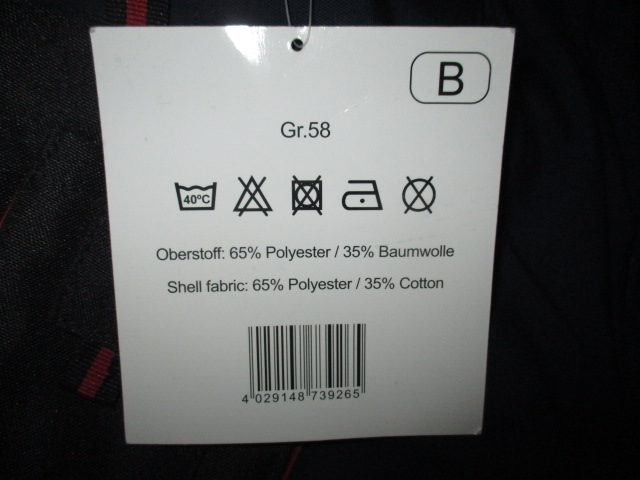 B
Gr.58
40°C
Oberstoff: 65% Polyester / 35% Baumwolle
Shell fabric: 65% Polyester / 35% Cotton
4 029148 739265